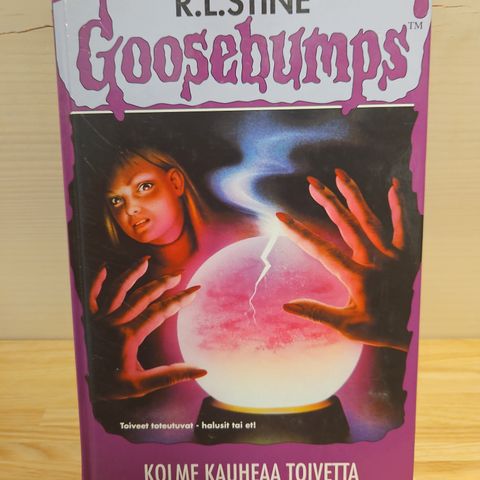 R.L.STINE
Goosebumps™
Toiveet toteutuvat - halusit tai et!
KOLME KAUHEAA TOIVETTA